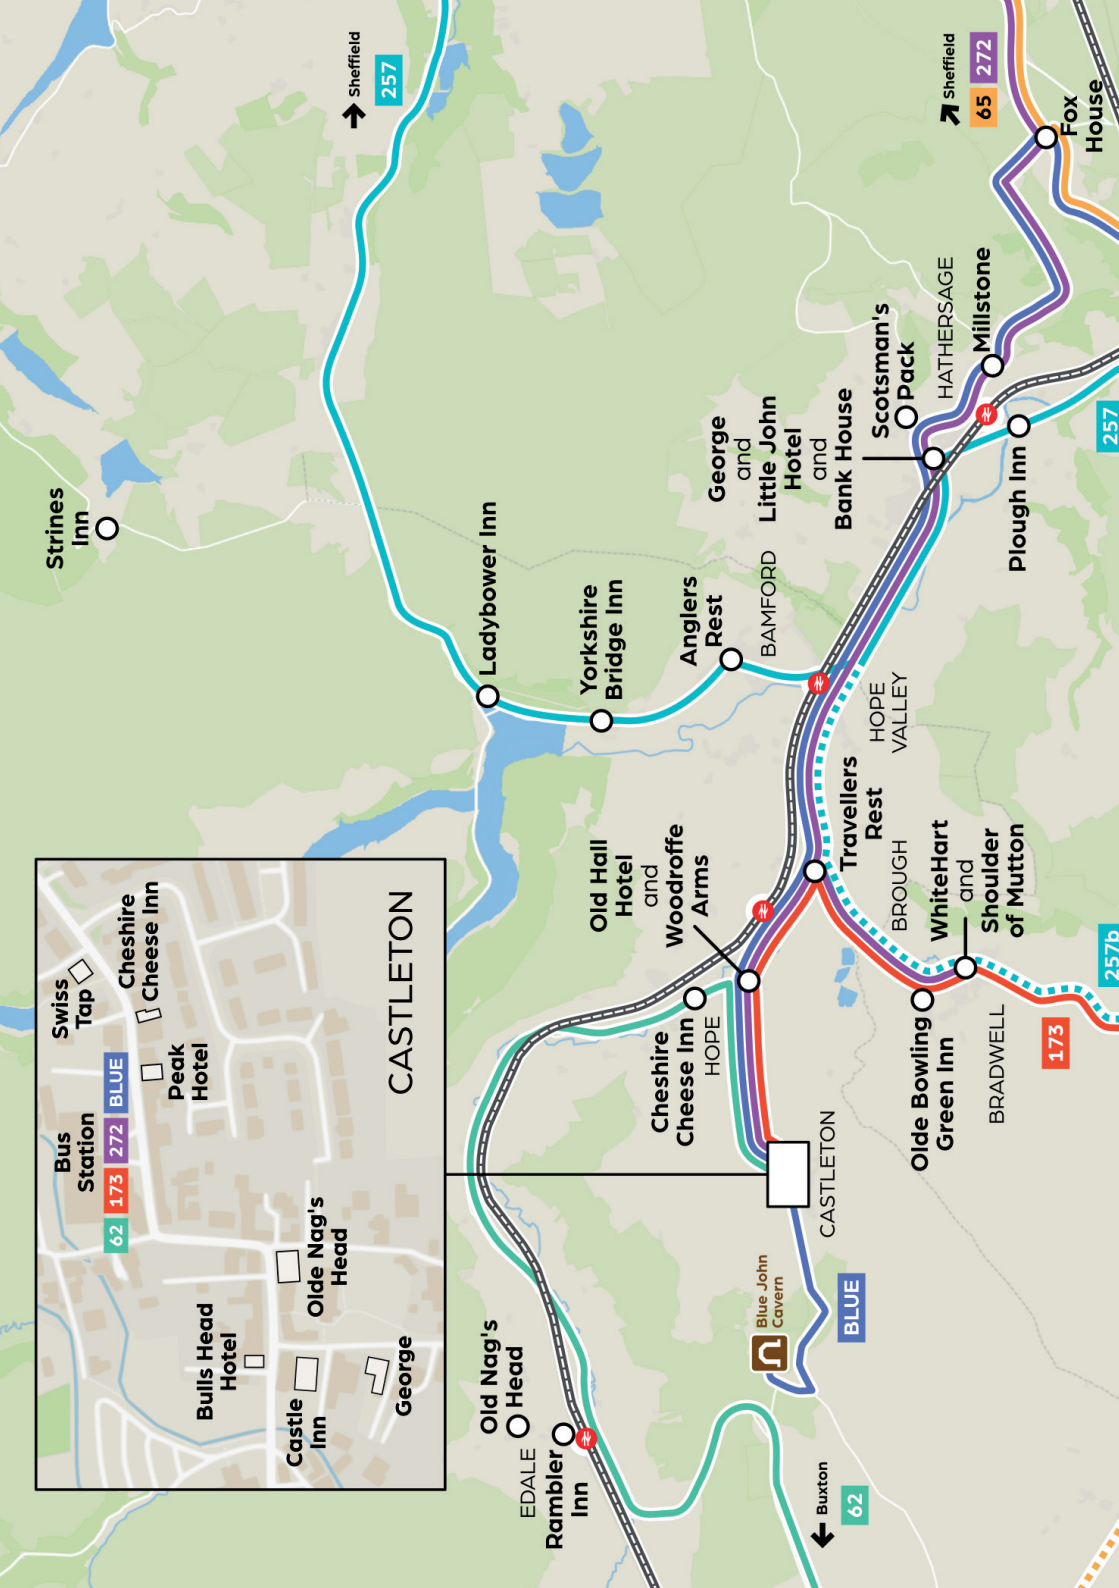 CASTLETON
Bus
Station
62 173 272 BLUE
Swiss
Tap
Cheshire
Cheese Inn
Peak
Hotel
Bulls Head
Hotel
Olde Nag's
Head
Castle
Inn
George
Strines
Inn
Sheffield
257
Ladybower Inn
Yorkshire
Bridge Inn
Anglers
Rest
BAMFORD
George
and
Little John
Hotel
and
Bank House
Scotsman's
Pack
HATHERSAGE
Millstone
Sheffield
65 272
Fox
House
Old Nag's
Head
EDALE
Rambler
Inn
Cheshire
Cheese Inn
HOPE
Old Hall
Hotel
and
Woodroffe
Arms
Travellers
Rest
HOPE
VALLEY
BROUGH
Plough Inn
257
Blue John
Cavern
BLUE
CASTLETON
Olde Bowling
Green Inn
WhiteHart
and
Shoulder
of Mutton
BRADWELL
173
257b
Buxton
62